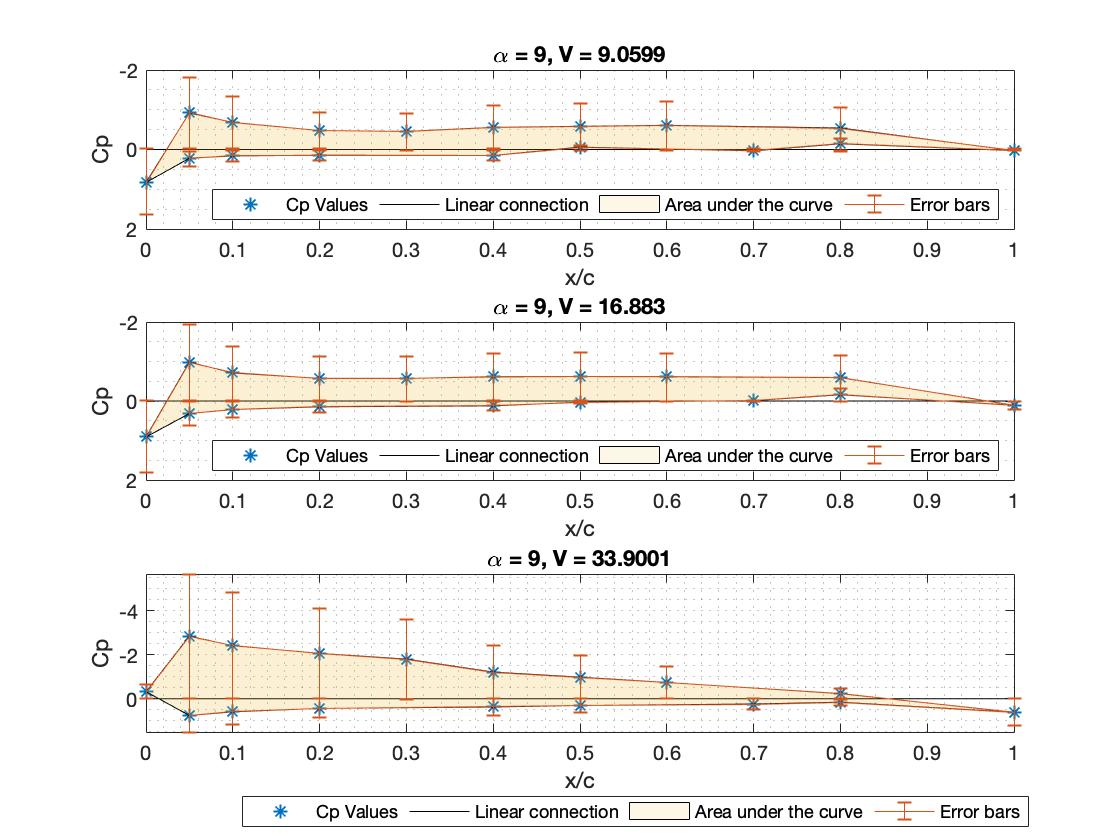 α = 9, V = 9.0599
-2
0
2
Cp
Cp Values Linear connection Area under the curve Error bars
0 0.1 0.2 0.3 0.4 0.5 0.6 0.7 0.8 0.9 1
x/c
α = 9, V = 16.883
-2
0
2
Cp
Cp Values Linear connection Area under the curve Error bars
0 0.1 0.2 0.3 0.4 0.5 0.6 0.7 0.8 0.9 1
x/c
α = 9, V = 33.9001
-4
-2
0
Cp
0 0.1 0.2 0.3 0.4 0.5 0.6 0.7 0.8 0.9 1
x/c
Cp Values Linear connection Area under the curve Error bars